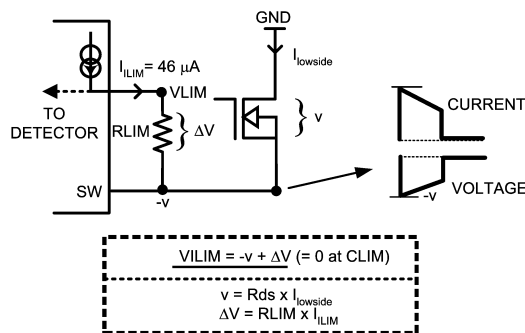 GND
I_ILIM = 46 μA
I_lowside
VLIM
TO
DETECTOR
RLIM
} ΔV
} v
CURRENT
SW
-v
VOLTAGE
-v
VILIM = -v + ΔV (= 0 at CLIM)
v = Rds x I_lowside
ΔV = RLIM x I_ILIM